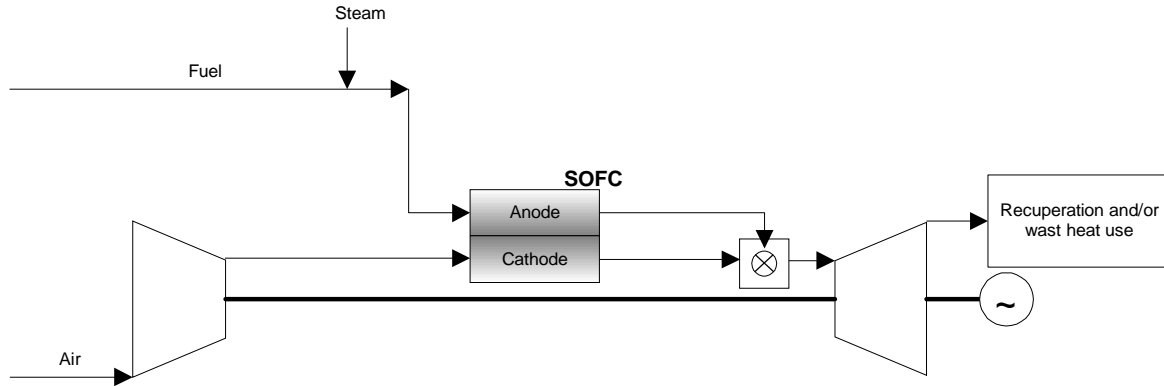 Steam
Fuel
SOFC
Anode
Cathode
Recuperation and/or
wast heat use
~
Air